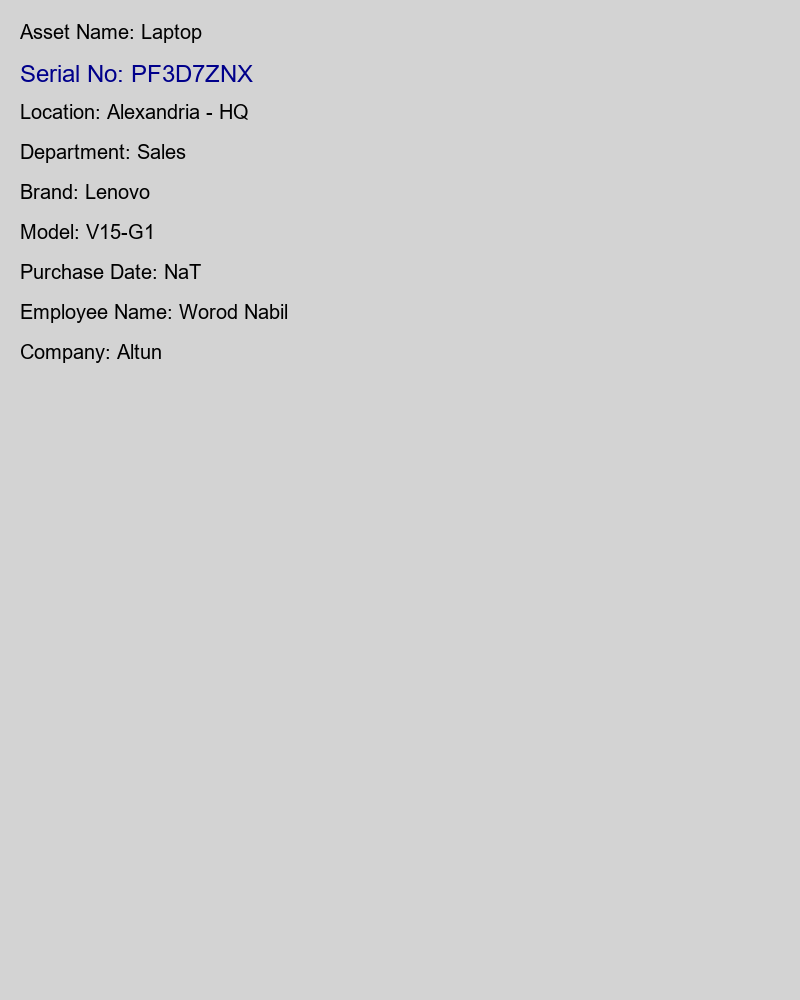 Asset Name: Laptop
Serial No: PF3D7ZNX
Location: Alexandria - HQ
Department: Sales
Brand: Lenovo
Model: V15-G1
Purchase Date: NaT
Employee Name: Worod Nabil
Company: Altun